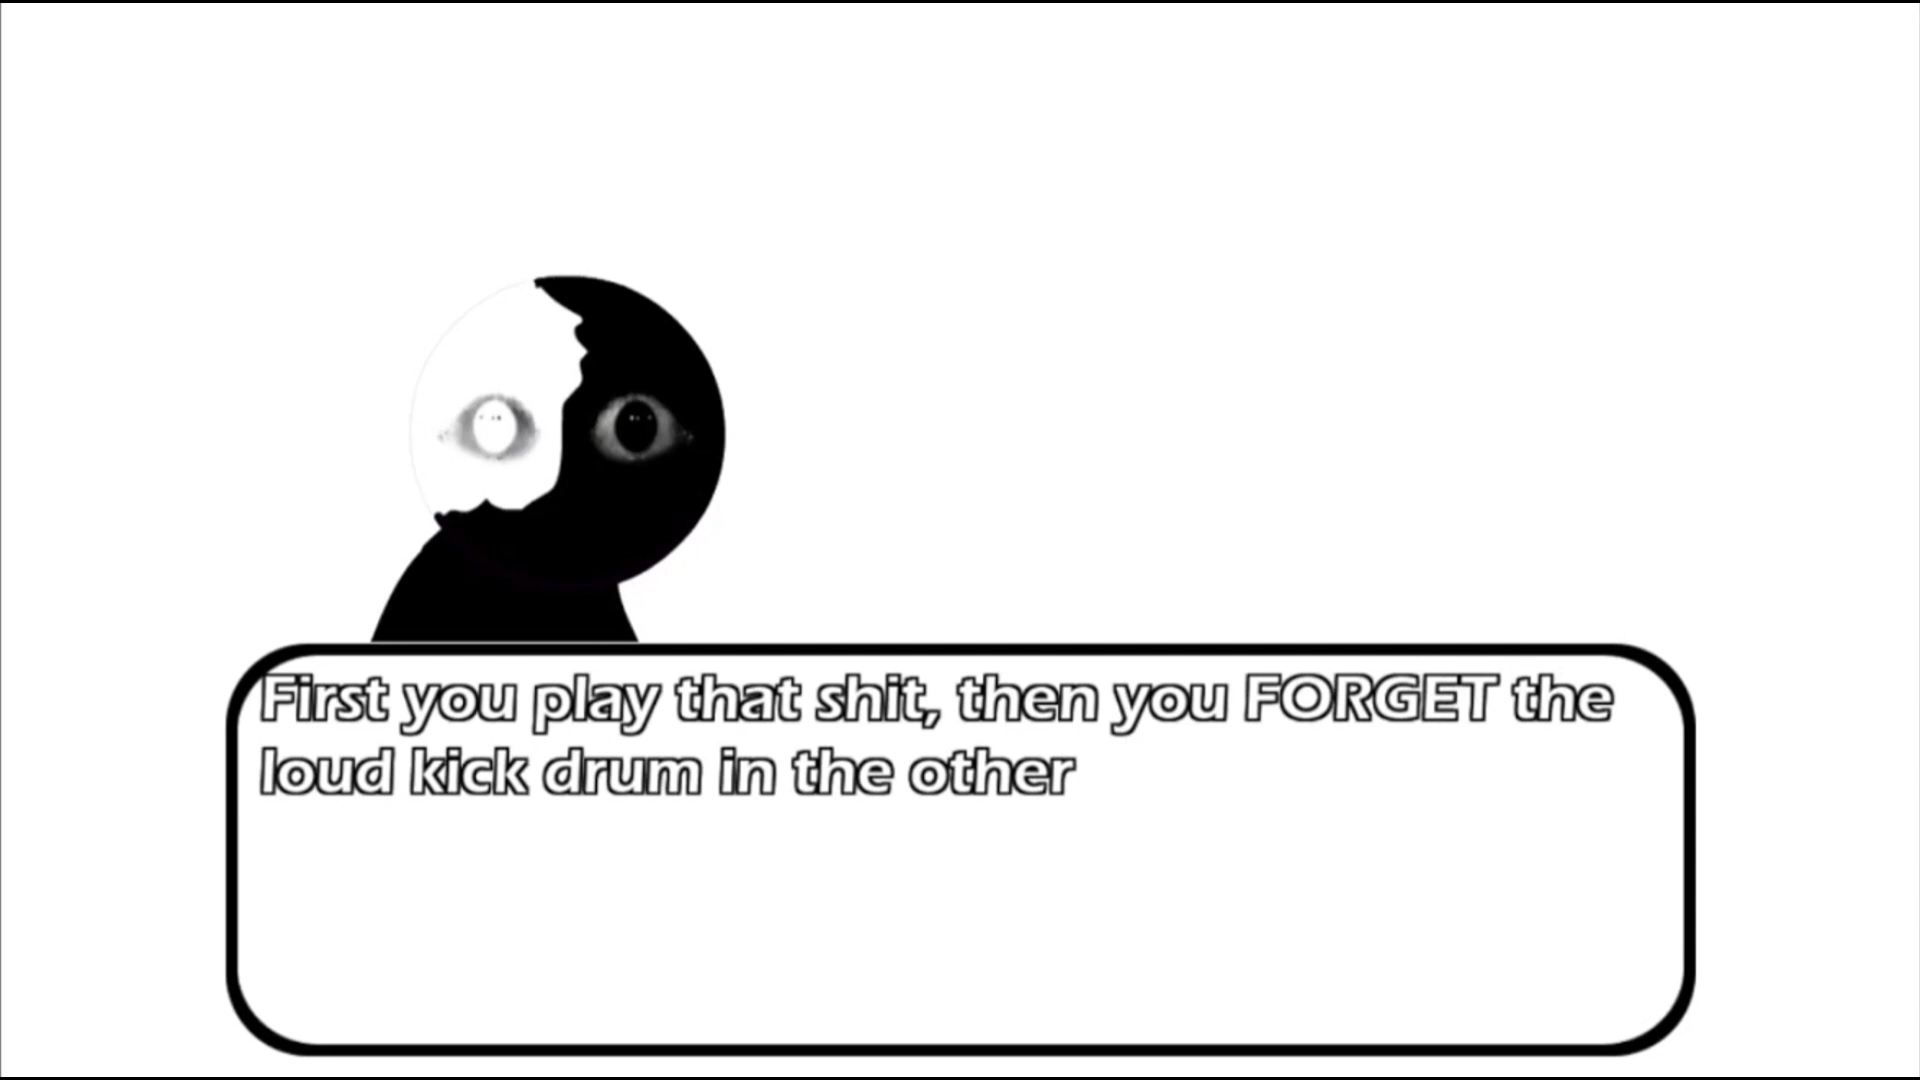 First you play that shit, then you FORGET the
loud kick drum in the other